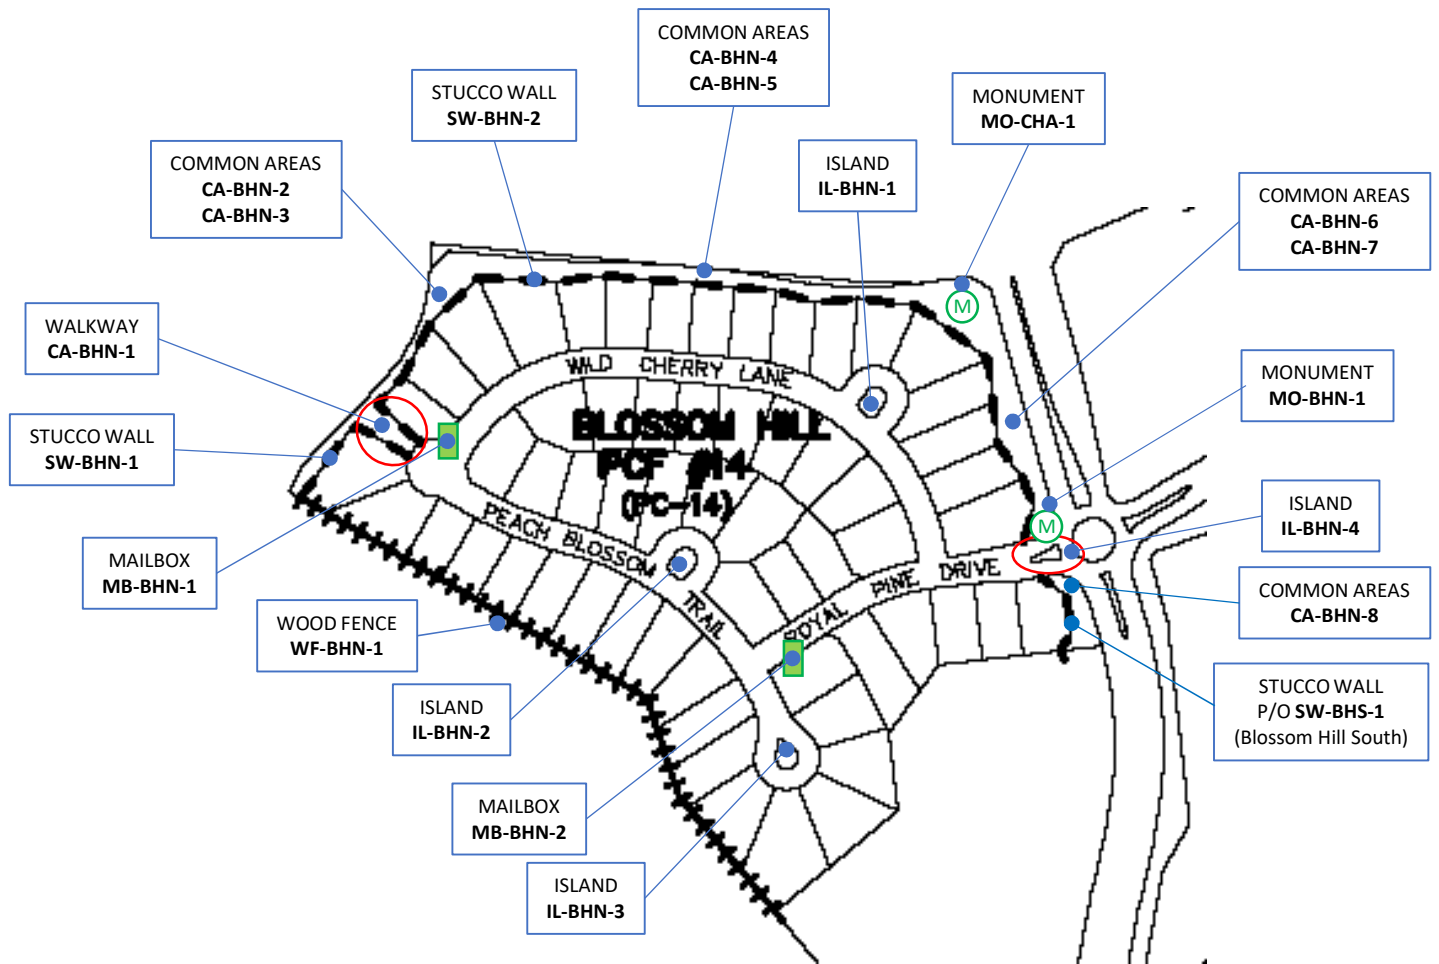 COMMON AREAS
CA-BHN-4
CA-BHN-5
STUCCO WALL
SW-BHN-2
MONUMENT
MO-CHA-1
COMMON AREAS
CA-BHN-2
CA-BHN-3
ISLAND
IL-BHN-1
COMMON AREAS
CA-BHN-6
CA-BHN-7
WALKWAY
CA-BHN-1
M
MONUMENT
MO-BHN-1
WILD CHERRY LANE
STUCCO WALL
SW-BHN-1
BLOSSOM HILL
PCF #14
(PC-14)
PEACH BLOSSOM TRAIL
M
ISLAND
IL-BHN-4
MAILBOX
MB-BHN-1
ROYAL PINE DRIVE
COMMON AREAS
CA-BHN-8
WOOD FENCE
WF-BHN-1
STUCCO WALL
P/O SW-BHS-1
(Blossom Hill South)
ISLAND
IL-BHN-2
MAILBOX
MB-BHN-2
ISLAND
IL-BHN-3